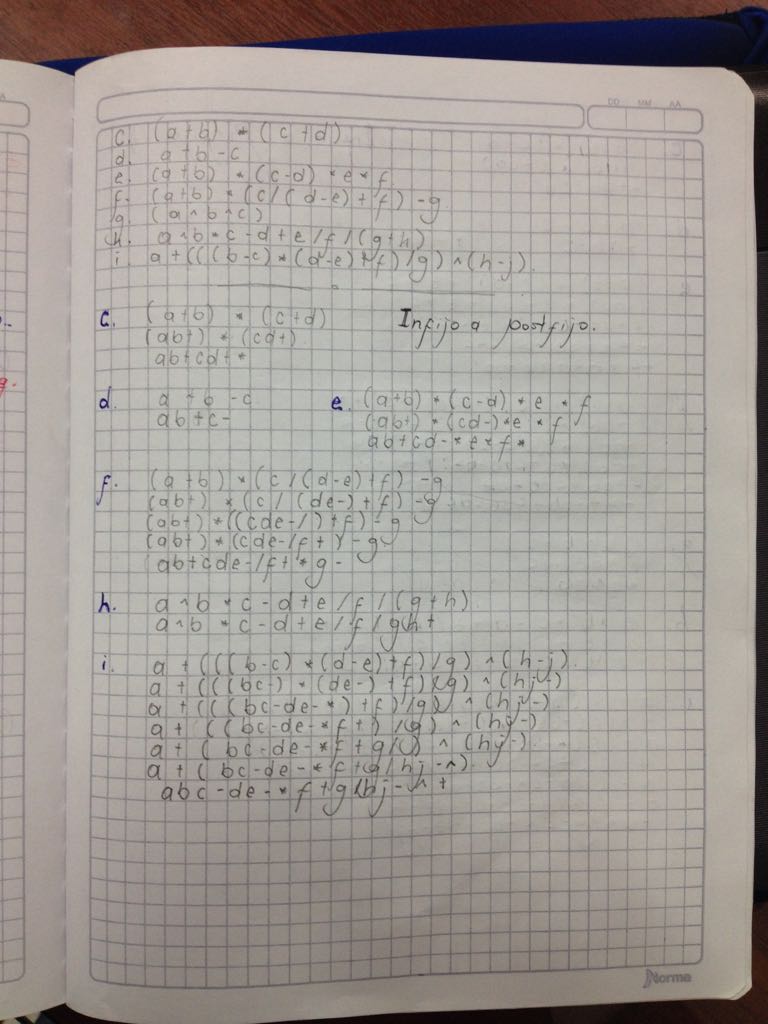 DD MM AA
c. (a+b) * (c+d)
d. a+b-c
e. (a+b) * (c-d) * e * f
f. (a+b) * (c/(d-e)+f) -g
g. (a^b^c)
h. a^b*c-d+e/f/(g+h)
i. a+(((b-c)*(d-e)+f)/g)^(h-j)
c. (a+b) * (c+d) Infijo a postfijo.
(ab+) * (cd+)
ab+cd+*
d. a+b-c e. (a+b) * (c-d) * e * f
ab+c- (ab+) * (cd-) * e * f
ab+cd-*e*f*
f. (a+b) * (c/(d-e)+f) -g
(ab+) * (c/(de-)+f) -g
(ab+) * ((cde-/)+f) -g
(ab+) * (cde-/f+) -g
ab+cde-/f+*g-
h. a^b*c-d+e/f/(g+h)
a^b*c-d+e/f/gh+
i. a+(((b-c)*(d-e)+f)/g)^(h-j)
a+(((bc-)*(de-)+f)/g)^(hj-)
a+(((bc-de-*)+f)/g)^(hj-)
a+((bc-de-*f+)/g)^(hj-)
a+(bc-de-*f+g/)^(hj-)
a+(bc-de-*f+g/hj-^)
abc-de-*f+g/hj-^+
Norma